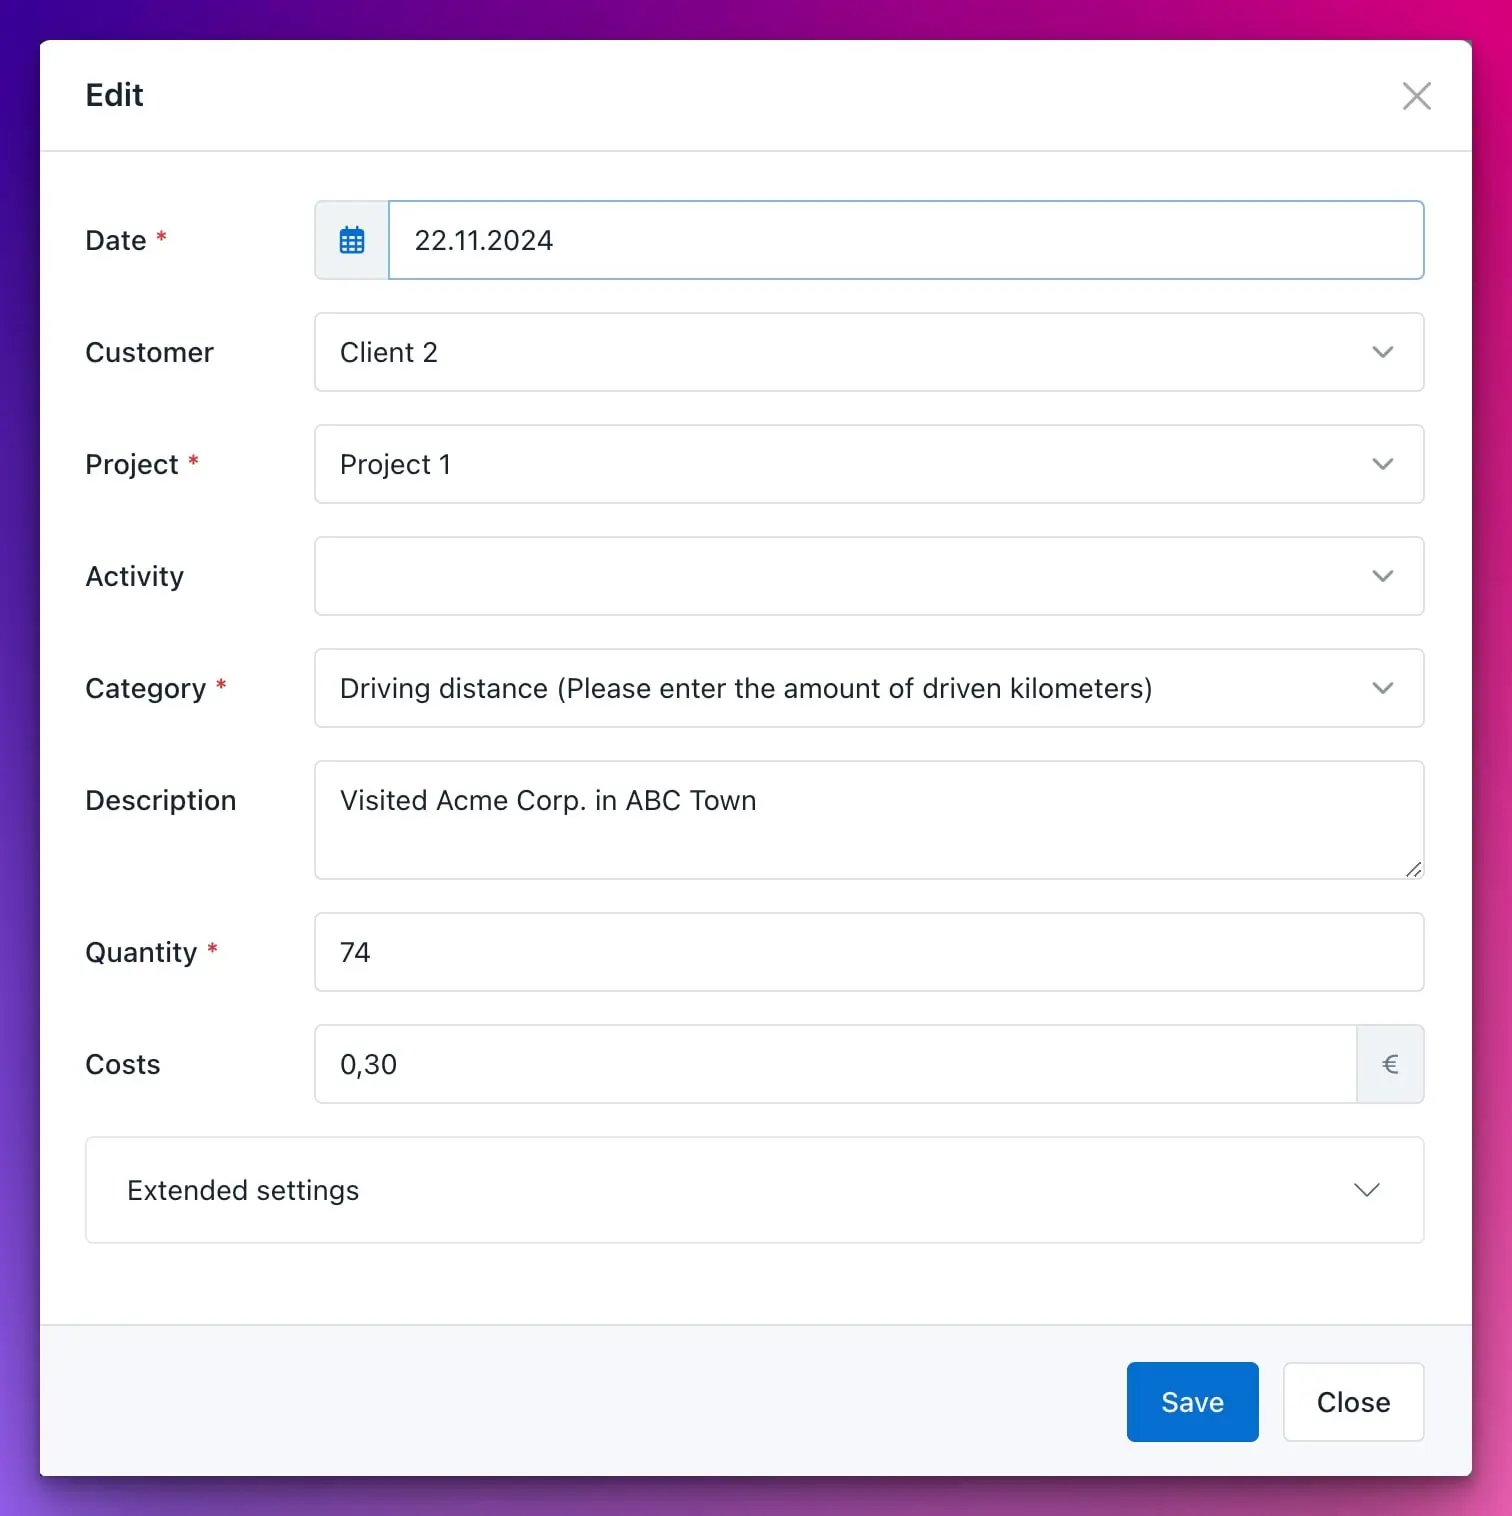 Edit
Date *
22.11.2024
Customer
Client 2
Project *
Project 1
Activity
Category *
Driving distance (Please enter the amount of driven kilometers)
Description
Visited Acme Corp. in ABC Town
Quantity *
74
Costs
0,30
€
Extended settings
Save
Close